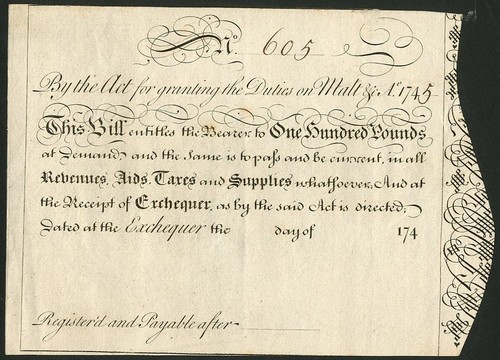 No. 605
By the Act for granting the Duties on Malt &c. Ao. 1745
This Bill entitles the Bearer to One Hundred Pounds
at Demand and the Same is to pass and be current, in all
Revenues, Aids, Taxes and Supplies whatsoever, And at
the Receipt of Exchequer, as by the said Act is directed,
Dated at the Exchequer the day of 174
Register'd and Payable after